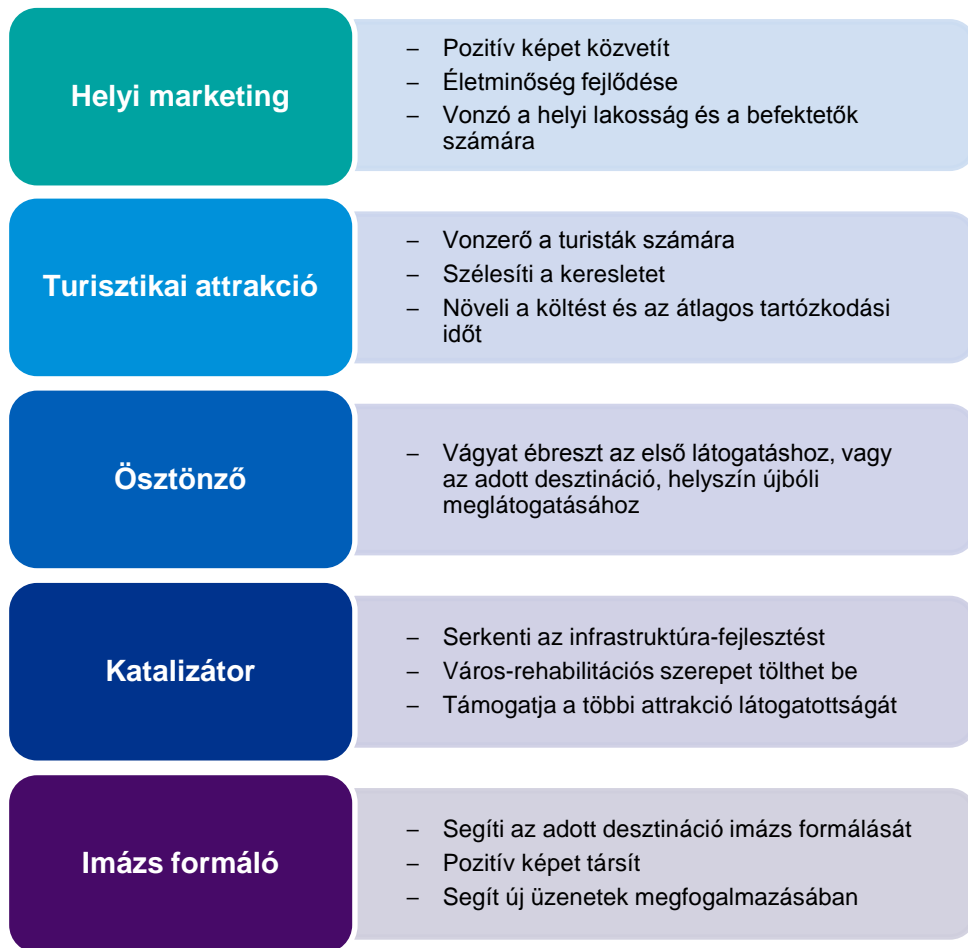 Helyi marketing
– Pozitív képet közvetít
– Életminőség fejlődése
– Vonzó a helyi lakosság és a befektetők
számára
Turisztikai attrakció
– Vonzerő a turisták számára
– Szélesíti a keresletet
– Növeli a költést és az átlagos tartózkodási
időt
Ösztönző
– Vágyat ébreszt az első látogatáshoz, vagy
az adott desztináció, helyszín újbóli
meglátogatásához
Katalizátor
– Serkenti az infrastruktúra-fejlesztést
– Város-rehabilitációs szerepet tölthet be
– Támogatja a többi attrakció látogatottságát
Imázs formáló
– Segíti az adott desztináció imázs formálását
– Pozitív képet társít
– Segít új üzenetek megfogalmazásában